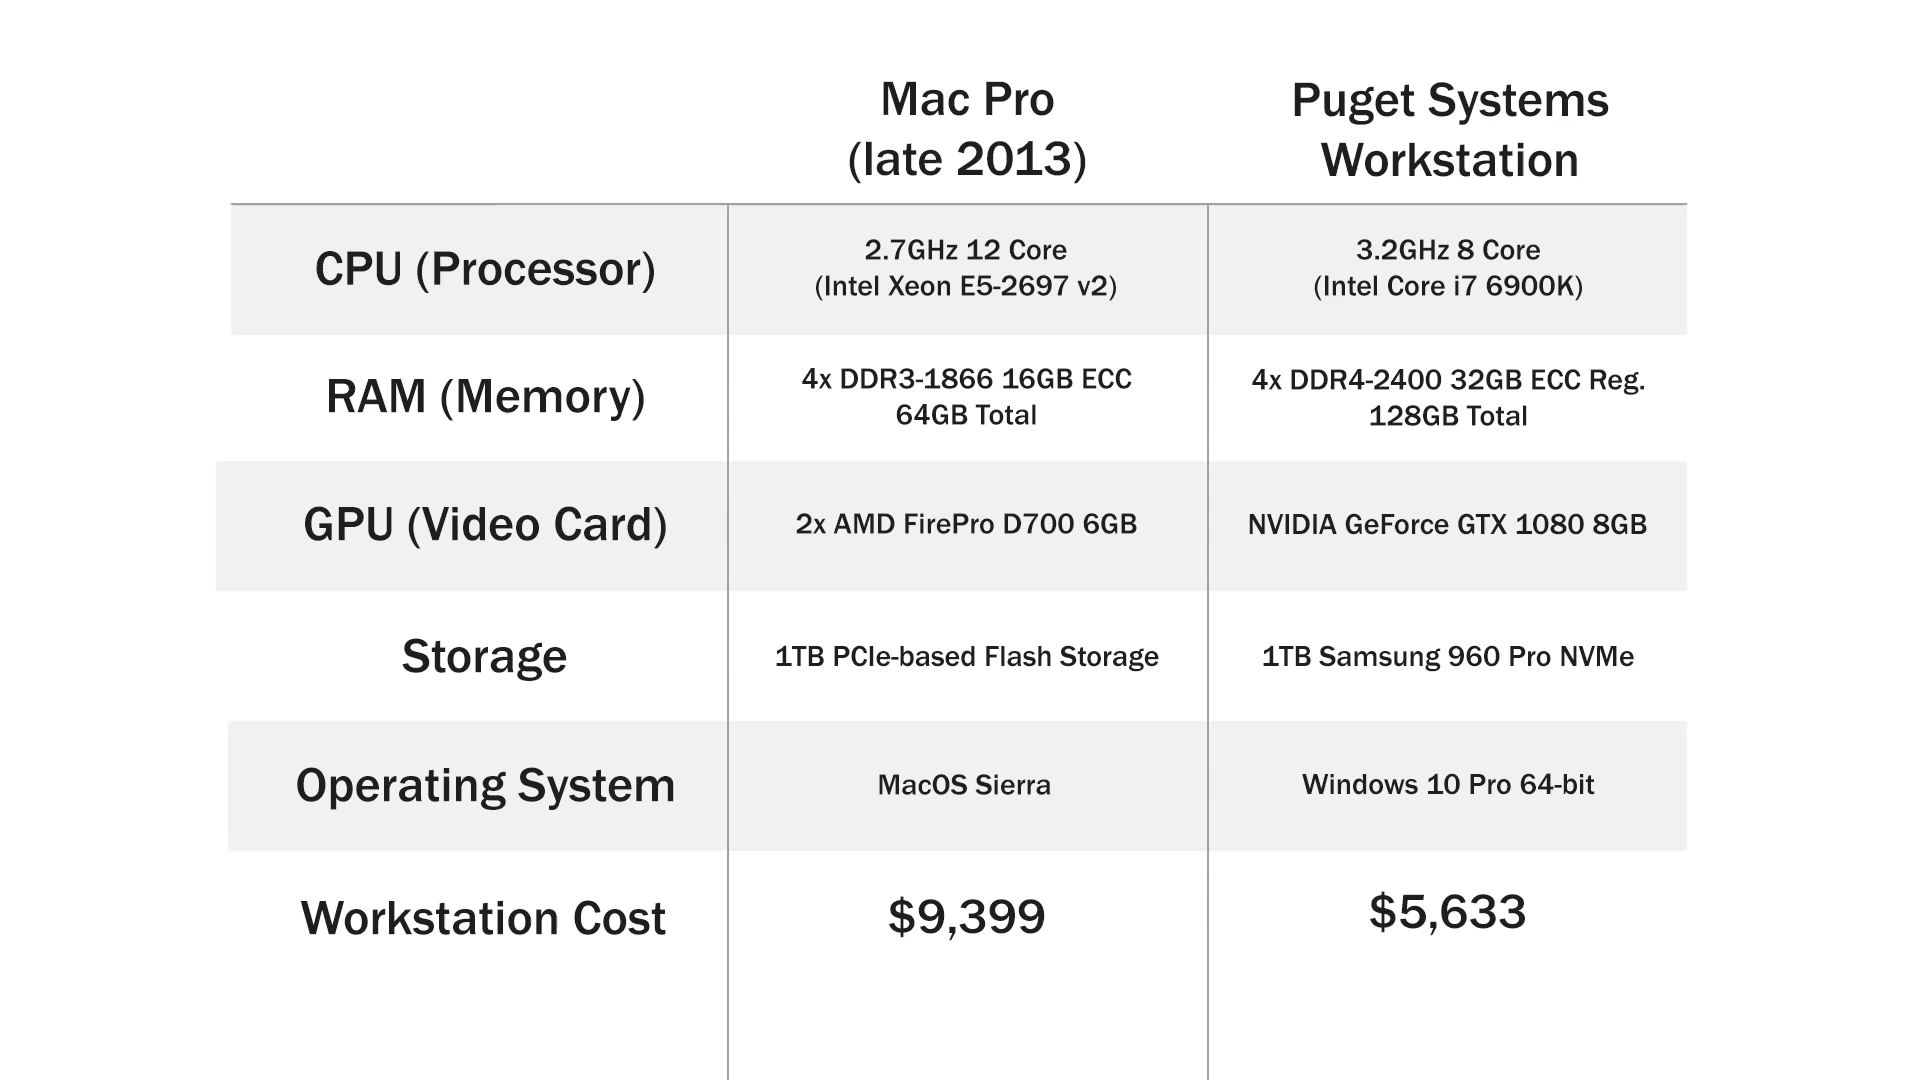 Mac Pro
(late 2013)
Puget Systems
Workstation
CPU (Processor)
2.7GHz 12 Core
(Intel Xeon E5-2697 v2)
3.2GHz 8 Core
(Intel Core i7 6900K)
RAM (Memory)
4x DDR3-1866 16GB ECC
64GB Total
4x DDR4-2400 32GB ECC Reg.
128GB Total
GPU (Video Card)
2x AMD FirePro D700 6GB
NVIDIA GeForce GTX 1080 8GB
Storage
1TB PCIe-based Flash Storage
1TB Samsung 960 Pro NVMe
Operating System
MacOS Sierra
Windows 10 Pro 64-bit
Workstation Cost
$9,399
$5,633